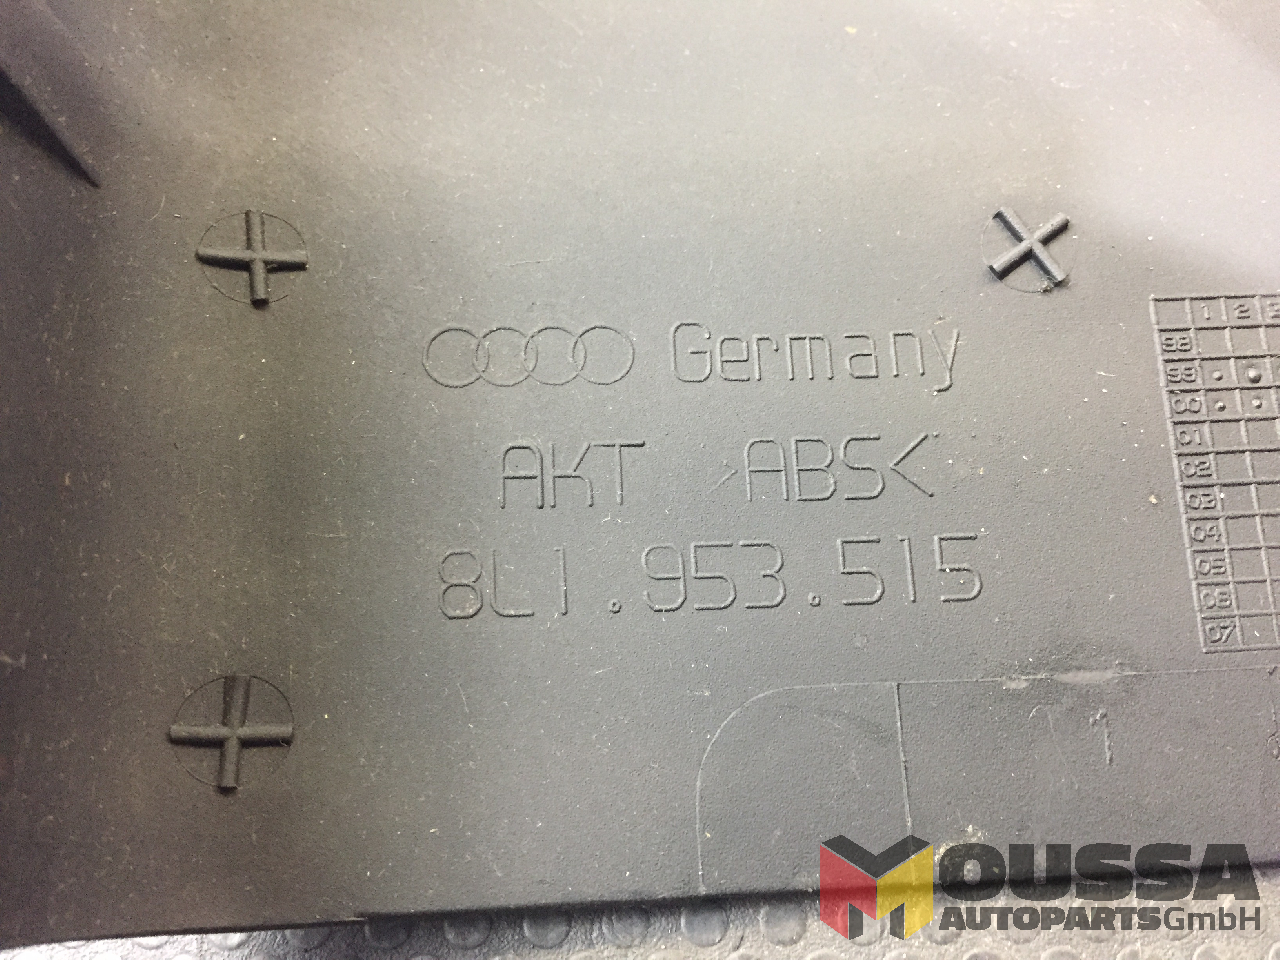 Germany
AKT >ABS<
8L1.953.515
1 2
98
99
00
01
02
03
04
05
06
07
1
MOUSSA
AUTOPARTSGmbH